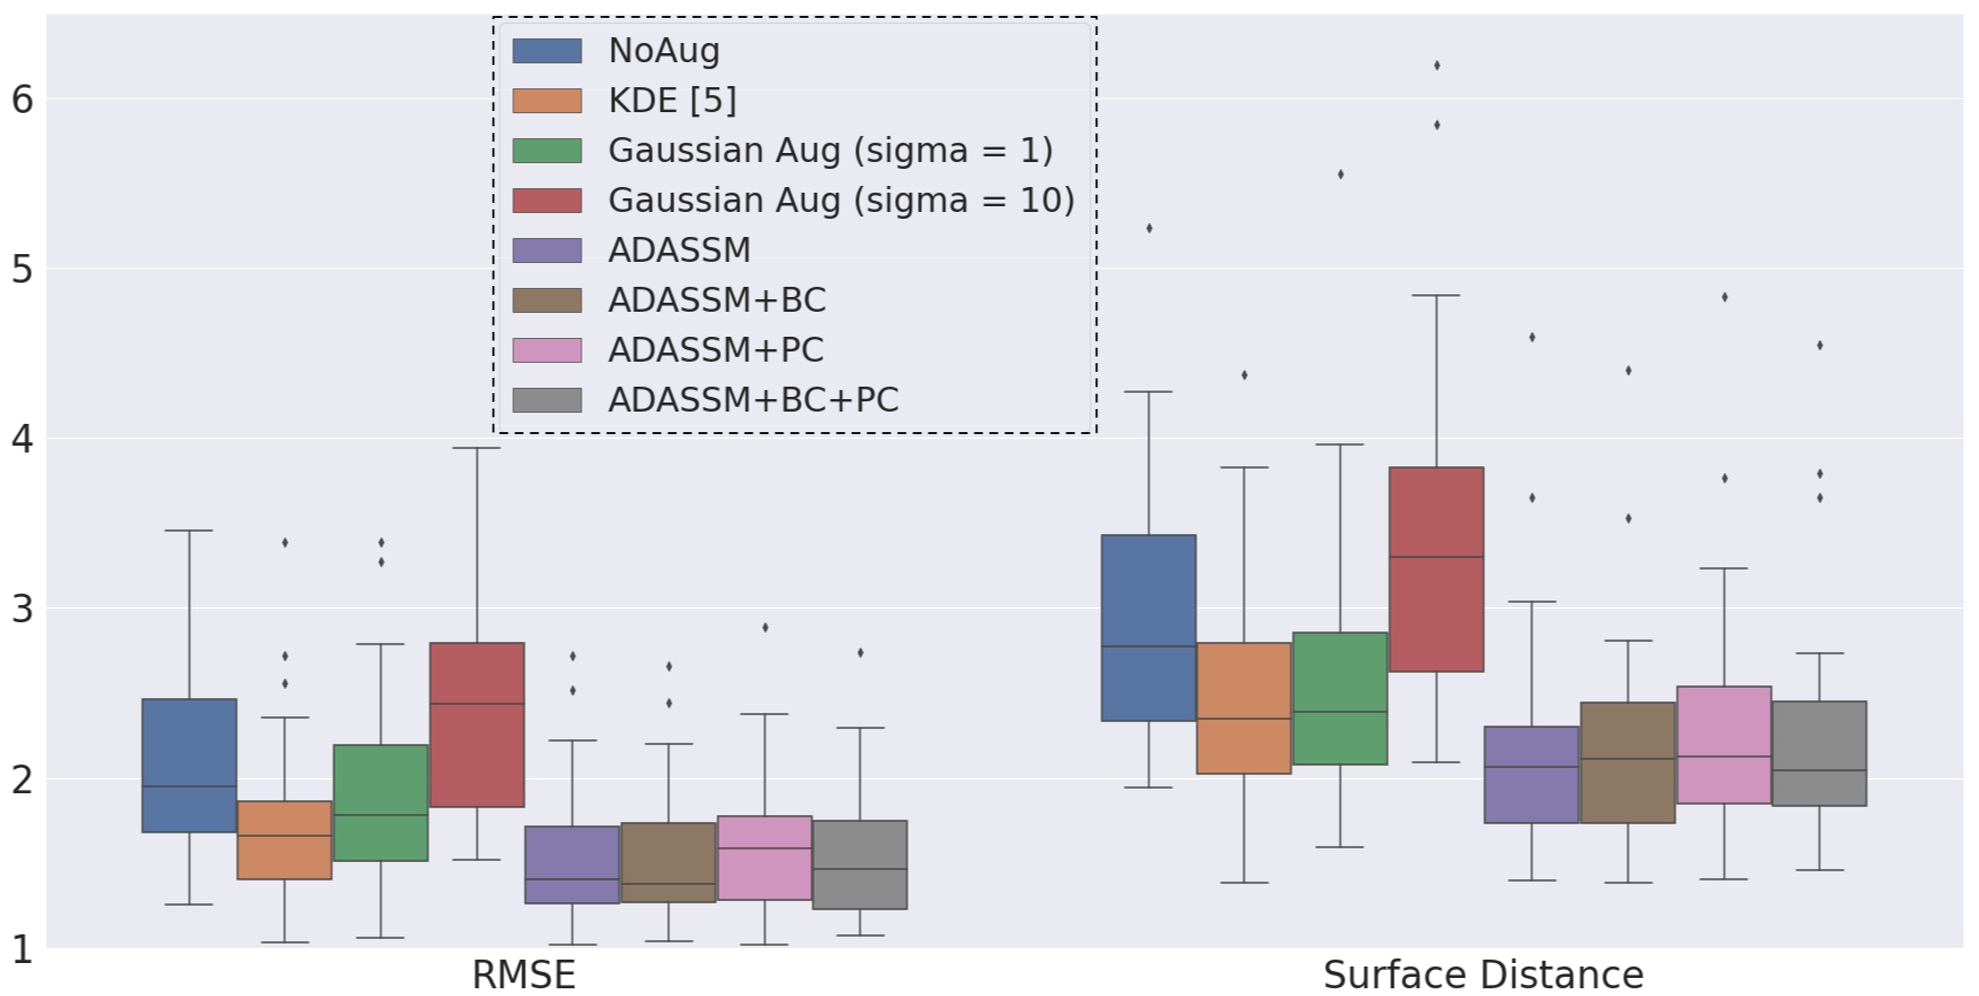 NoAug
KDE [5]
Gaussian Aug (sigma = 1)
Gaussian Aug (sigma = 10)
ADASSM
ADASSM+BC
ADASSM+PC
ADASSM+BC+PC
6
5
4
3
2
1
RMSE
Surface Distance